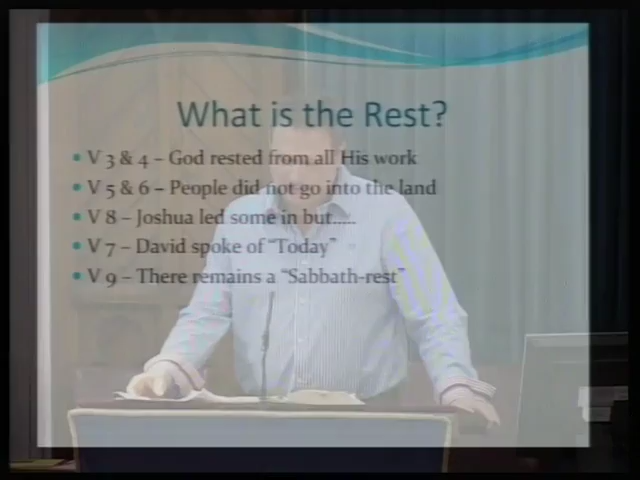 What is the Rest?
• V 3 & 4 – God rested from all His work
• V 5 & 6 – People did not go into the land
• V 8 – Joshua led some in but.....
• V 7 – David spoke of “Today”
• V 9 – There remains a “Sabbath-rest”